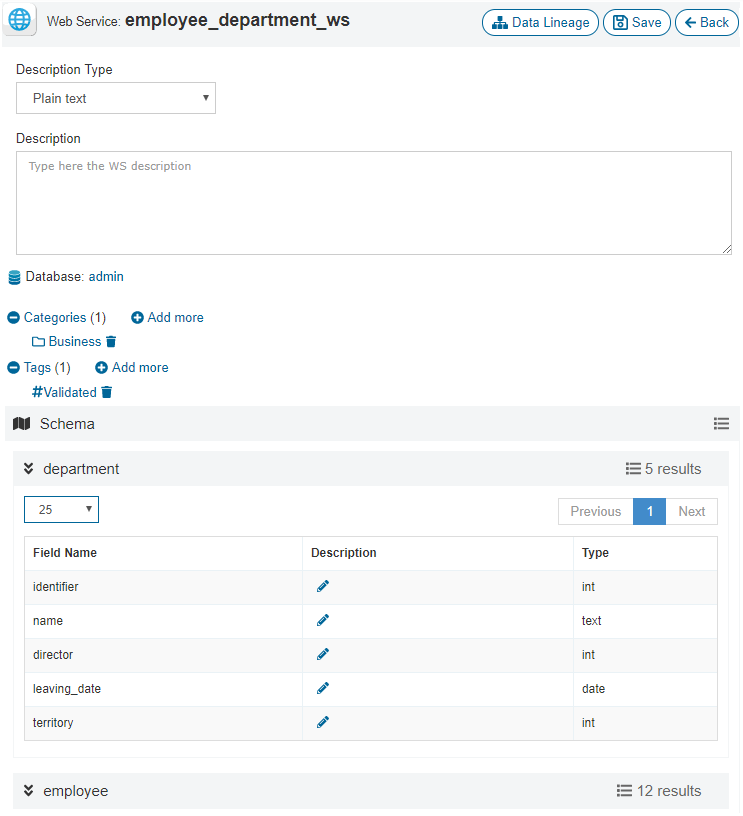 Web Service: employee_department_ws Data Lineage Save Back
Description Type
Plain text
Description
Type here the WS description
Database: admin
Categories (1) Add more
Business
Tags (1) Add more
#Validated
Schema
department 5 results
25 Previous 1 Next
Field Name Description Type
identifier int
name text
director int
leaving_date date
territory int
employee 12 results